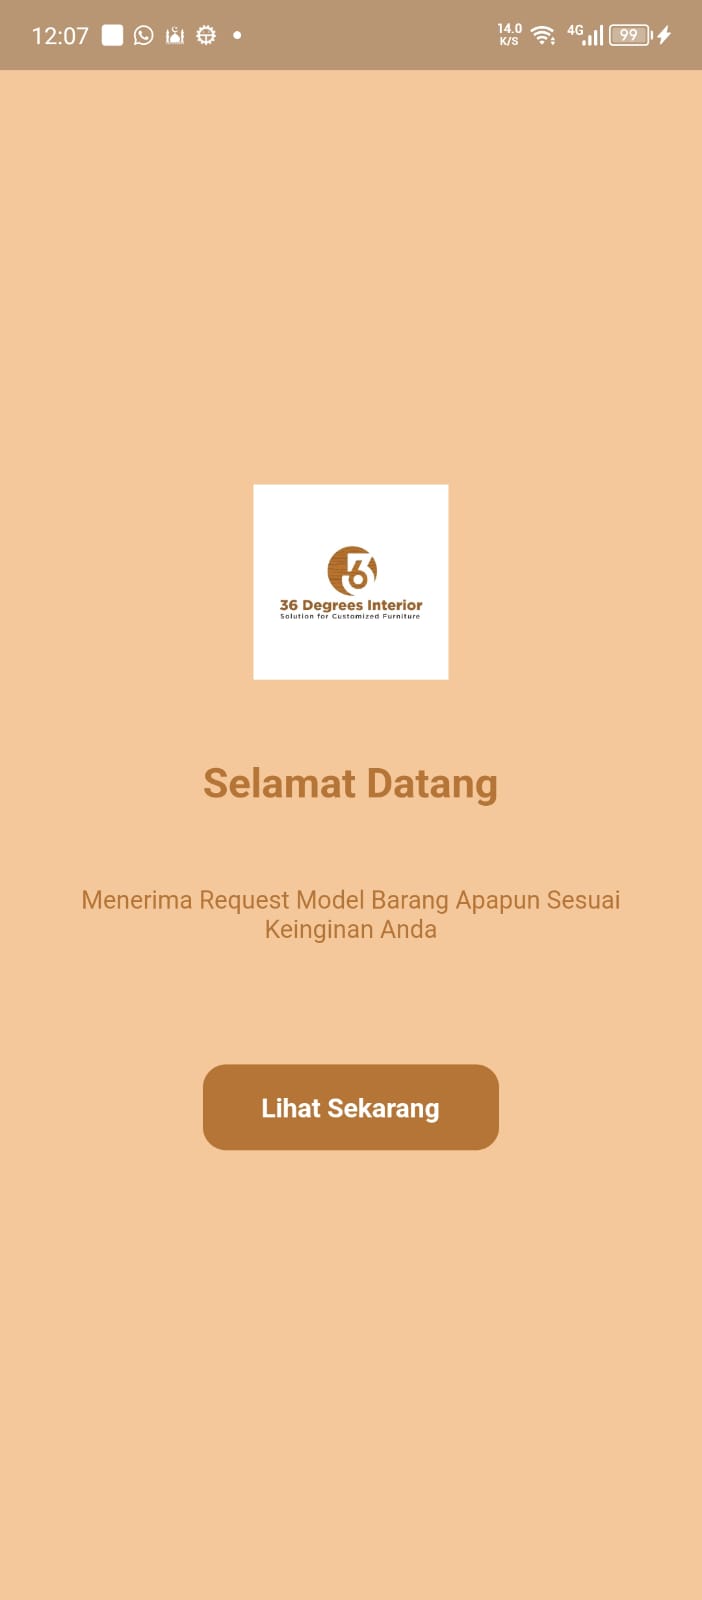 12:07
14.0
K/S
4G
99
36
36 Degrees Interior
Solution for Customized Furniture
Selamat Datang
Menerima Request Model Barang Apapun Sesuai
Keinginan Anda
Lihat Sekarang